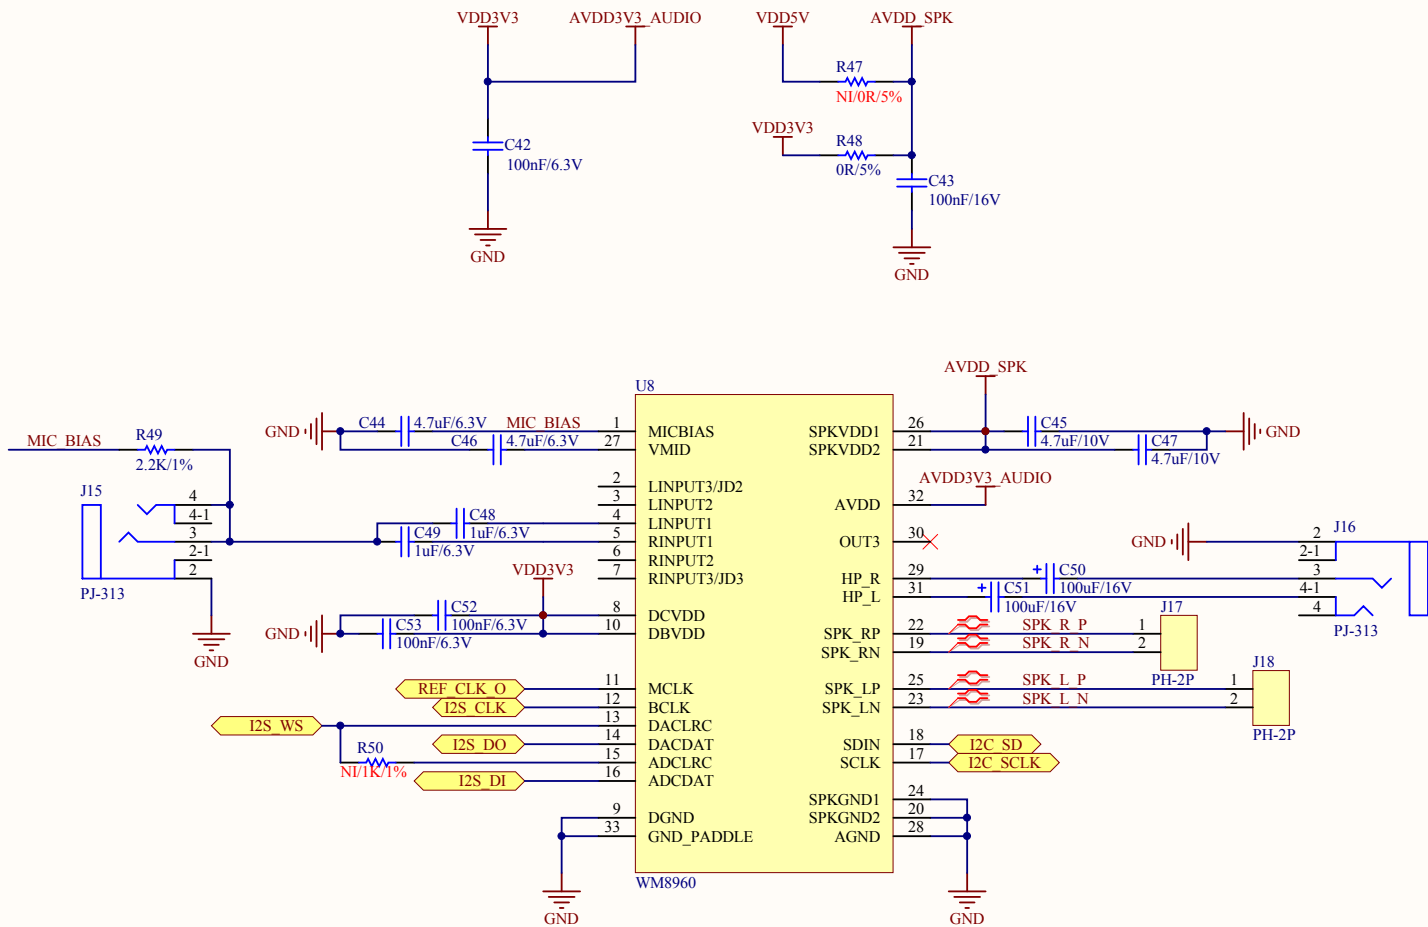 VDD3V3 AVDD3V3_AUDIO VDD5V AVDD_SPK
R47
NI/0R/5%
VDD3V3
R48
0R/5%
C42
100nF/6.3V
C43
100nF/16V
GND
GND
AVDD_SPK
U8
C44 4.7uF/6.3V MIC_BIAS 1 MICBIAS
GND
C46 4.7uF/6.3V 27 VMID
MIC_BIAS R49
2.2K/1%
J15
4
4-1
3
2-1
2
PJ-313
GND
2 LINPUT3/JD2
3 LINPUT2
C48 4 LINPUT1
1uF/6.3V
C49 5 RINPUT1
1uF/6.3V
6 RINPUT2
7 RINPUT3/JD3
VDD3V3
C52 8 DCVDD
100nF/6.3V
GND
C53 10 DBVDD
100nF/6.3V
REF_CLK_O 11 MCLK
I2S_CLK 12 BCLK
I2S_WS 13 DACLRC
I2S_DO 14 DACDAT
R50 15 ADCLRC
NI/1K/1%
I2S_DI 16 ADCDAT
9 DGND
33 GND_PADDLE
GND
WM8960
SPKVDD1 26 C45
4.7uF/10V
GND
SPKVDD2 21 C47
4.7uF/10V
AVDD3V3_AUDIO
AVDD 32
OUT3 30
HP_R 29 + C50
100uF/16V
HP_L 31 + C51
100uF/16V
GND
J16
2
2-1
3
4-1
4
PJ-313
SPK_RP 22 SPK_R_P 1 J17
SPK_RN 19 SPK_R_N 2
PH-2P
SPK_LP 25 SPK_L_P 1 J18
SPK_LN 23 SPK_L_N 2
PH-2P
SDIN 18 I2C_SD
SCLK 17 I2C_SCLK
SPKGND1 24
SPKGND2 20
AGND 28
GND